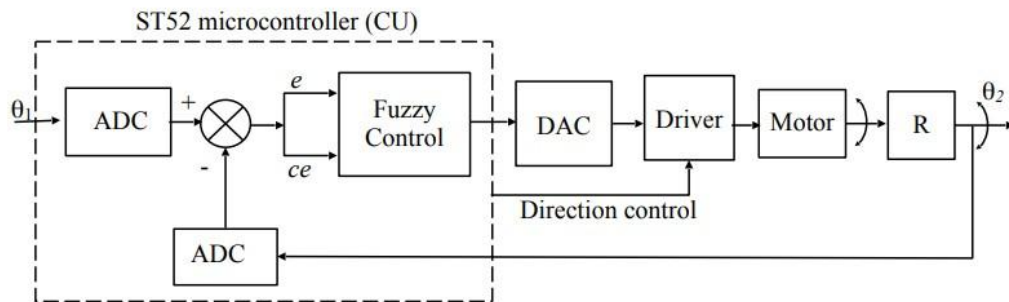 ST52 microcontroller (CU)
θ1
ADC
+
-
e
ce
Fuzzy
Control
DAC
Driver
Motor
R
θ2
Direction control
ADC